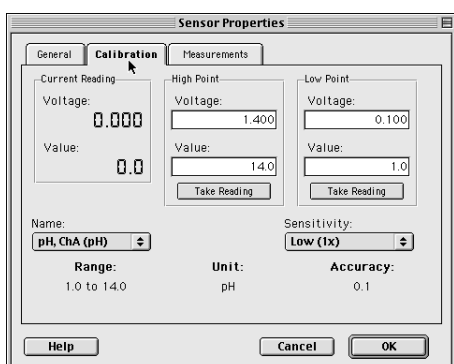 Sensor Properties
General Calibration Measurements
Current Reading
Voltage:
0.000
Value:
0.0
High Point
Voltage:
1.400
Value:
14.0
Take Reading
Low Point
Voltage:
0.100
Value:
1.0
Take Reading
Name:
pH, ChA (pH)
Sensitivity:
Low (1x)
Range: Unit: Accuracy:
1.0 to 14.0 pH 0.1
Help Cancel OK